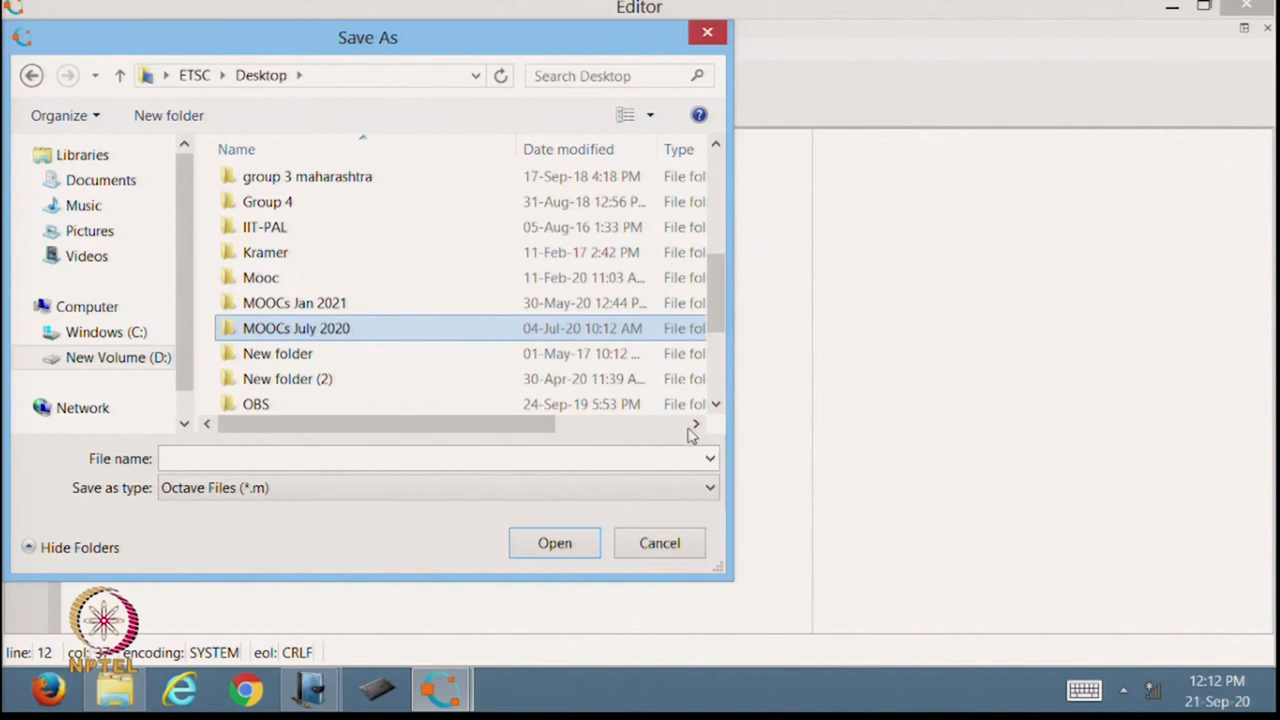 Editor
Save As
ETSC Desktop
Search Desktop
Organize New folder
Name Date modified Type
Libraries
Documents
Music
Pictures
Videos
Computer
Windows (C:)
New Volume (D:)
Network
group 3 maharashtra 17-Sep-18 4:18 PM File fol
Group 4 31-Aug-18 12:56 P... File fol
IIT-PAL 05-Aug-16 1:33 PM File fol
Kramer 11-Feb-17 2:42 PM File fol
Mooc 11-Feb-20 11:03 A... File fol
MOOCs Jan 2021 30-May-20 12:44 P... File fol
MOOCs July 2020 04-Jul-20 10:12 AM File fol
New folder 01-May-17 10:12 ... File fol
New folder (2) 30-Apr-20 11:39 A... File fol
OBS 24-Sep-19 5:53 PM File fol
File name:
Save as type: Octave Files (*.m)
Hide Folders Open Cancel
line: 12 col: 37 encoding: SYSTEM eol: CRLF
NPTEL
12:12 PM
21-Sep-20